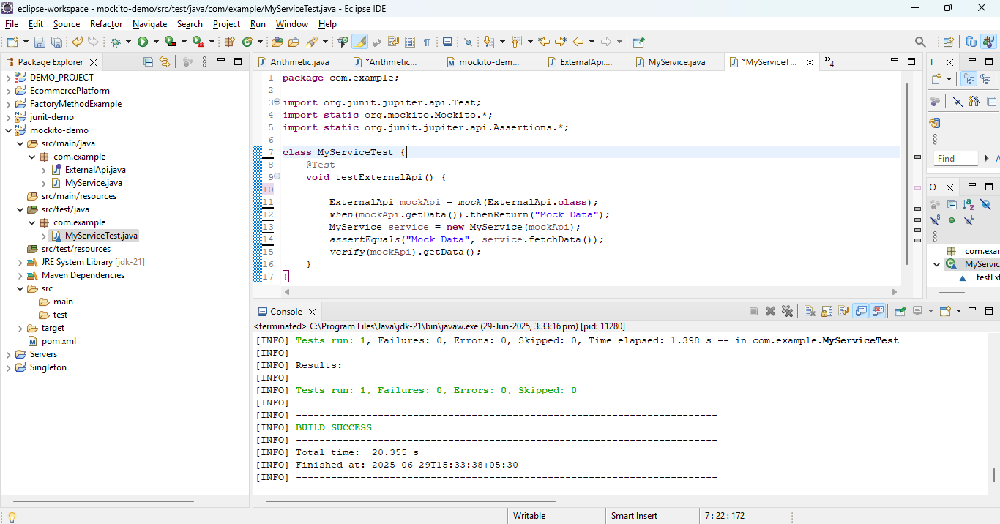 eclipse-workspace - mockito-demo/src/test/java/com/example/MyServiceTest.java - Eclipse IDE
File Edit Source Refactor Navigate Search Project Run Window Help
Package Explorer
DEMO_PROJECT
EcommercePlatform
FactoryMethodExample
junit-demo
mockito-demo
src/main/java
com.example
ExternalApi.java
MyService.java
src/main/resources
src/test/java
com.example
MyServiceTest.java
src/test/resources
JRE System Library [jdk-21]
Maven Dependencies
src
main
test
target
pom.xml
Servers
Singleton
Arithmetic.java *Arithmetic... mockito-dem... ExternalApi.... MyService.java *MyServiceT... »4
1 package com.example;
2
3 import org.junit.jupiter.api.Test;
4 import static org.mockito.Mockito.*;
5 import static org.junit.jupiter.api.Assertions.*;
6
7 class MyServiceTest {
8 @Test
9 void testExternalApi() {
10
11 ExternalApi mockApi = mock(ExternalApi.class);
12 when(mockApi.getData()).thenReturn("Mock Data");
13 MyService service = new MyService(mockApi);
14 assertEquals("Mock Data", service.fetchData());
15 verify(mockApi).getData();
16 }
17 }
T
Find
A
O
com.exar
MyServic
testExt
Console
<terminated> C:\Program Files\Java\jdk-21\bin\javaw.exe (29-Jun-2025, 3:33:16 pm) [pid: 11280]
[INFO] Tests run: 1, Failures: 0, Errors: 0, Skipped: 0, Time elapsed: 1.398 s -- in com.example.MyServiceTest
[INFO]
[INFO] Results:
[INFO]
[INFO] Tests run: 1, Failures: 0, Errors: 0, Skipped: 0
[INFO]
[INFO] ------------------------------------------------------------------------
[INFO] BUILD SUCCESS
[INFO] ------------------------------------------------------------------------
[INFO] Total time:  20.355 s
[INFO] Finished at: 2025-06-29T15:33:38+05:30
[INFO] ------------------------------------------------------------------------
Writable Smart Insert 7 : 22 : 172